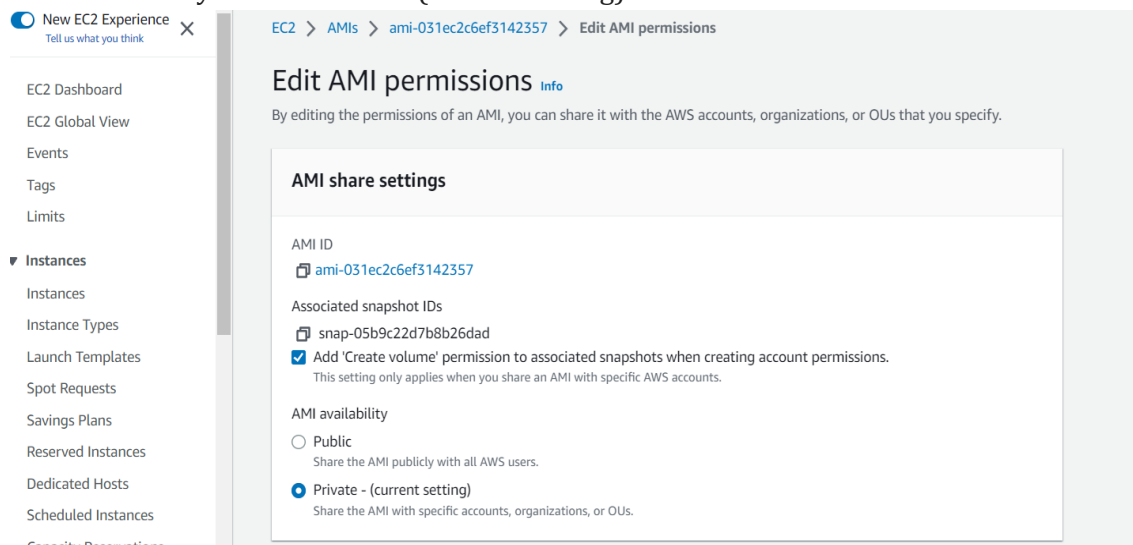 New EC2 Experience
Tell us what you think
EC2 Dashboard
EC2 Global View
Events
Tags
Limits
Instances
Instances
Instance Types
Launch Templates
Spot Requests
Savings Plans
Reserved Instances
Dedicated Hosts
Scheduled Instances
EC2 > AMIs > ami-031ec2c6ef3142357 > Edit AMI permissions
Edit AMI permissions Info
By editing the permissions of an AMI, you can share it with the AWS accounts, organizations, or OUs that you specify.
AMI share settings
AMI ID
ami-031ec2c6ef3142357
Associated snapshot IDs
snap-05b9c22d7b8b26dad
Add 'Create volume' permission to associated snapshots when creating account permissions.
This setting only applies when you share an AMI with specific AWS accounts.
AMI availability
Public
Share the AMI publicly with all AWS users.
Private - (current setting)
Share the AMI with specific accounts, organizations, or OUs.